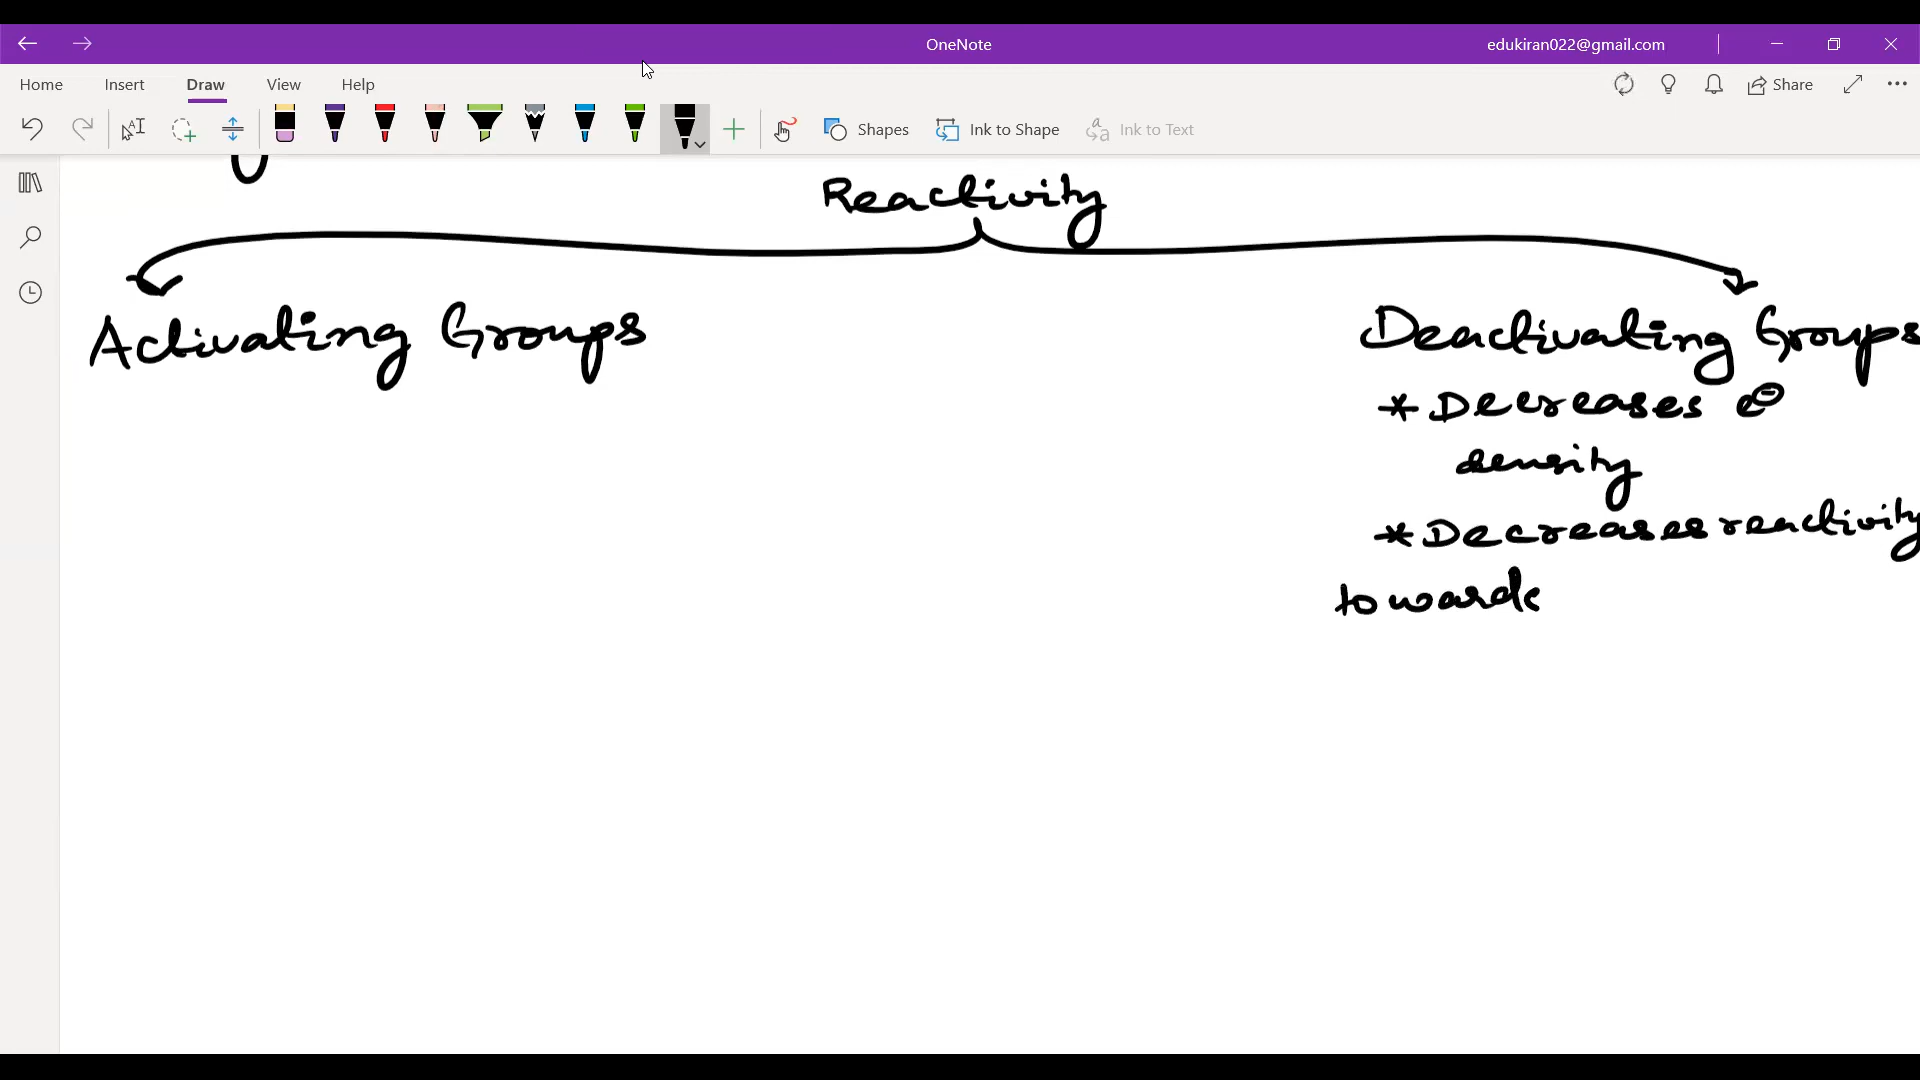 OneNote
edukiran022@gmail.com
Home Insert Draw View Help
Share
Shapes Ink to Shape Ink to Text
Reactivity
Activating Groups
Deactivating Groups
* Decreases e⊖
density
* Decreases reactivity
towards